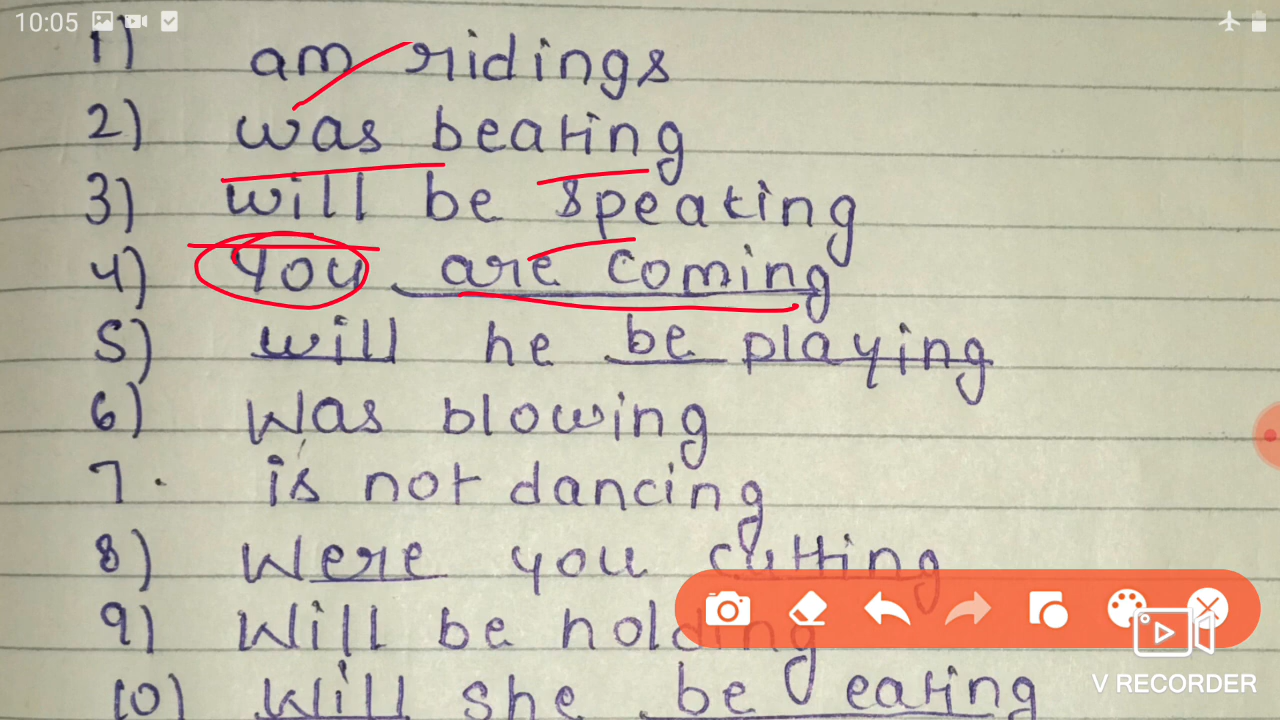 10:05
1) am ridings
2) was beating
3) will be speating
4) You are coming
5) will he be playing
6) Was blowing
7. is not dancing
8) Were you cutting
9) Will be holding
10) Will she be eating
V RECORDER